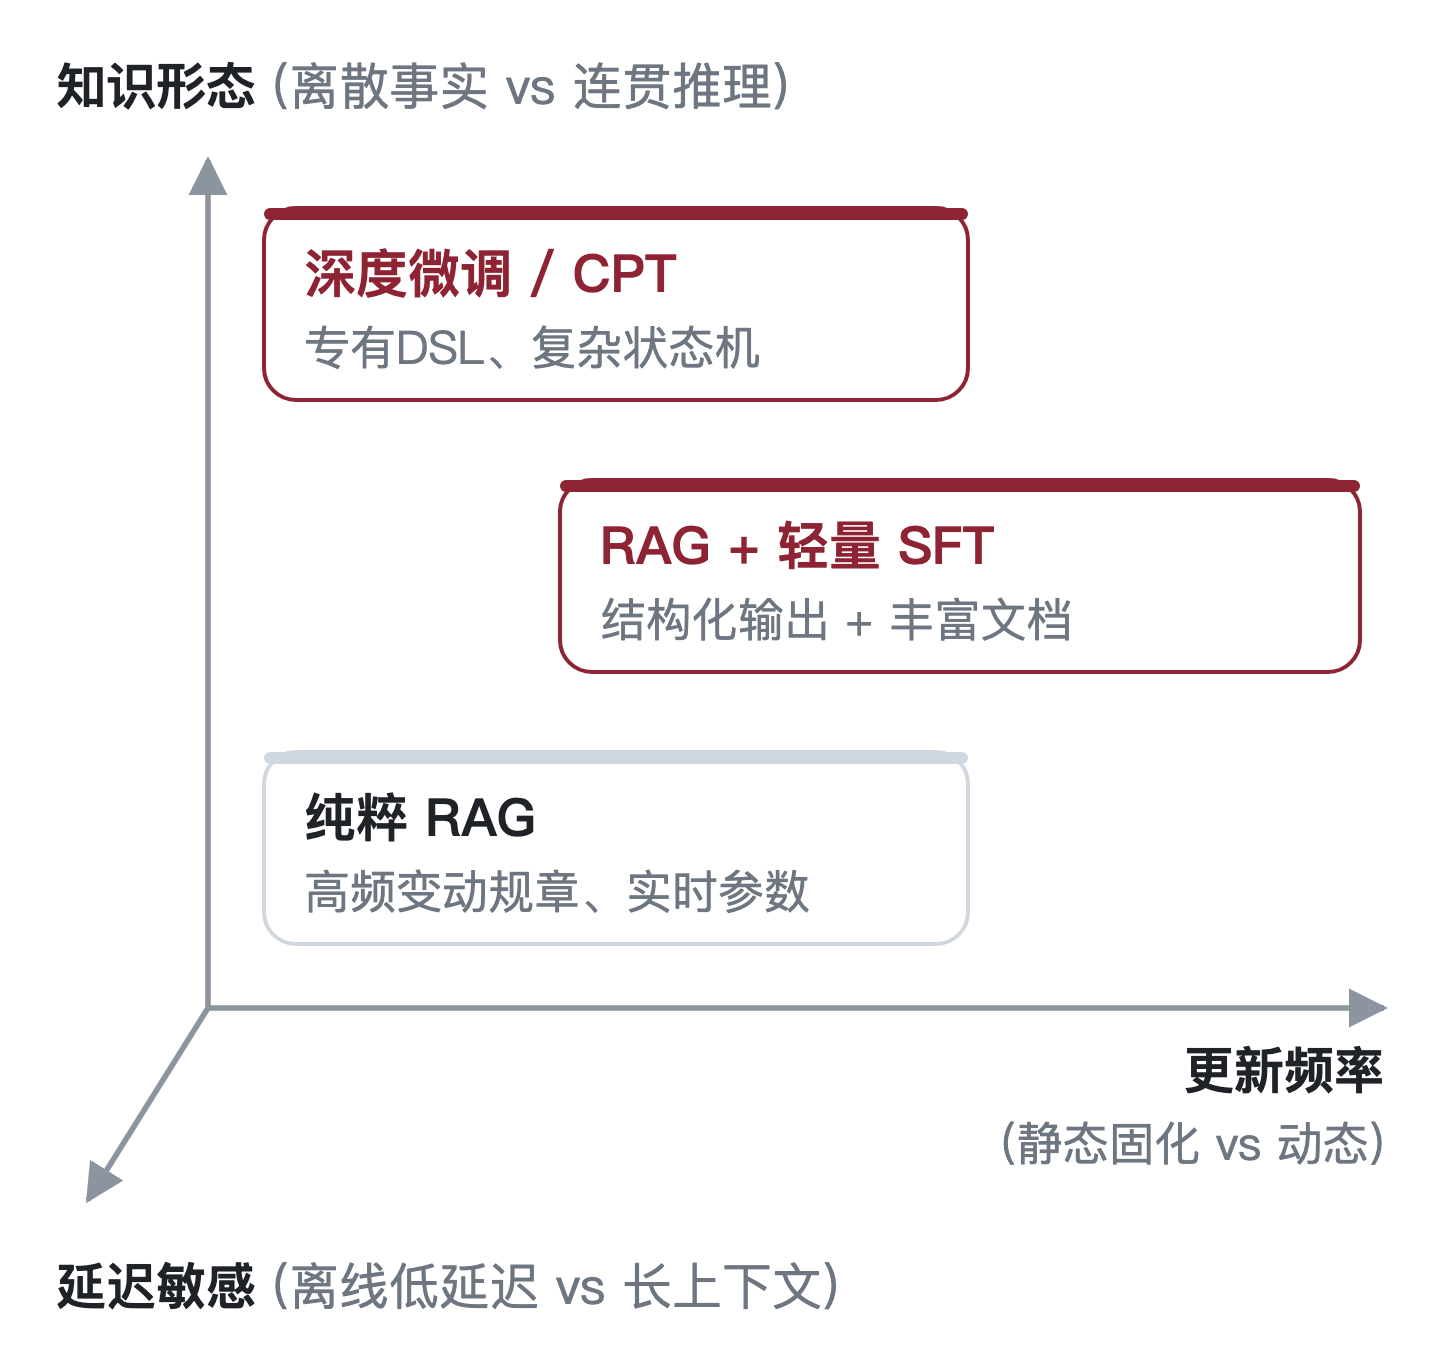 知识形态 (离散事实 vs 连贯推理)
深度微调 / CPT
专有DSL、复杂状态机
RAG + 轻量 SFT
结构化输出 + 丰富文档
纯粹 RAG
高频变动规章、实时参数
更新频率
(静态固化 vs 动态)
延迟敏感 (离线低延迟 vs 长上下文)